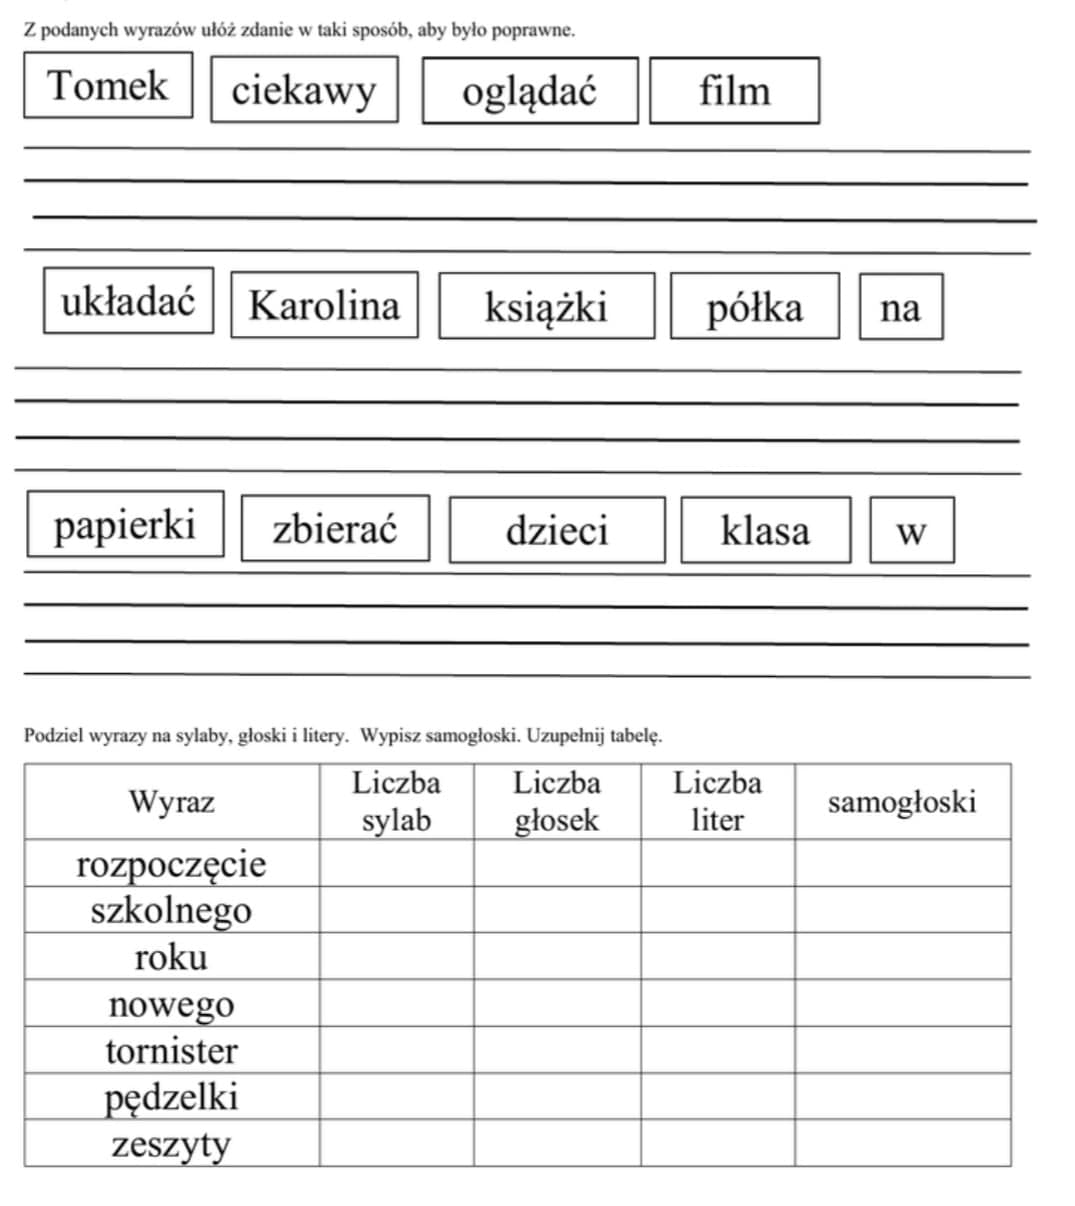 Z podanych wyrazów ułóż zdanie w taki sposób, aby było poprawne.
Tomek ciekawy oglądać film
układać Karolina książki półka na
papierki zbierać dzieci klasa w
Podziel wyrazy na sylaby, głoski i litery. Wypisz samogłoski. Uzupełnij tabelę.
Wyraz Liczba sylab Liczba głosek Liczba liter samogłoski
rozpoczęcie
szkolnego
roku
nowego
tornister
pędzelki
zeszyty